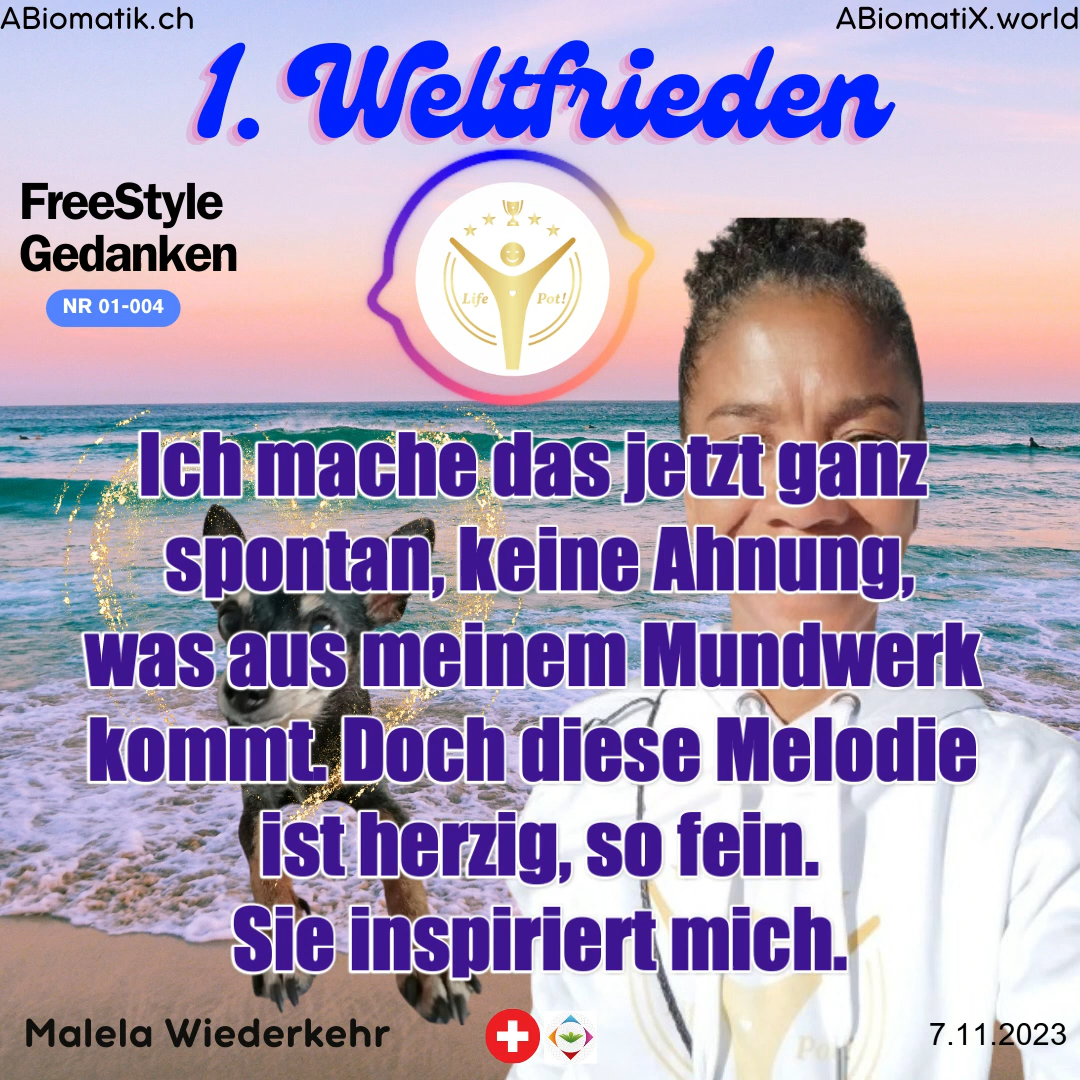 ABiomatik.ch
ABiomatiX.world
1. Weltfrieden
FreeStyle
Gedanken
NR 01-004
Life Pot!
Ich mache das jetzt ganz
spontan, keine Ahnung,
was aus meinem Mundwerk
kommt. Doch diese Melodie
ist herzig, so fein.
Sie inspiriert mich.
Malela Wiederkehr
7.11.2023